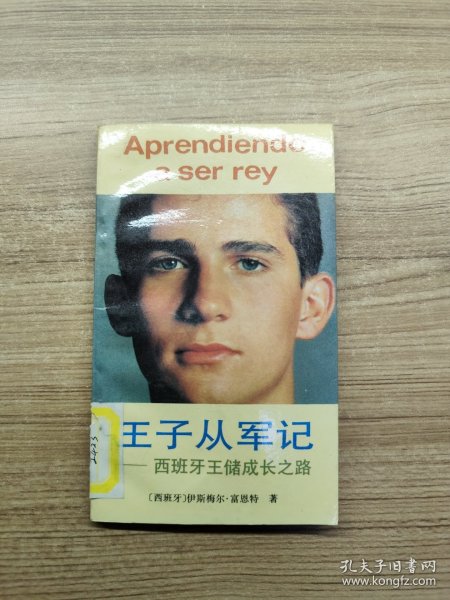 Aprendiendo
a ser rey
王子从军记
—— 西班牙王储成长之路
〔西班牙〕伊斯梅尔·富恩特 著
2423
孔夫子旧书网
www.kongfz.com